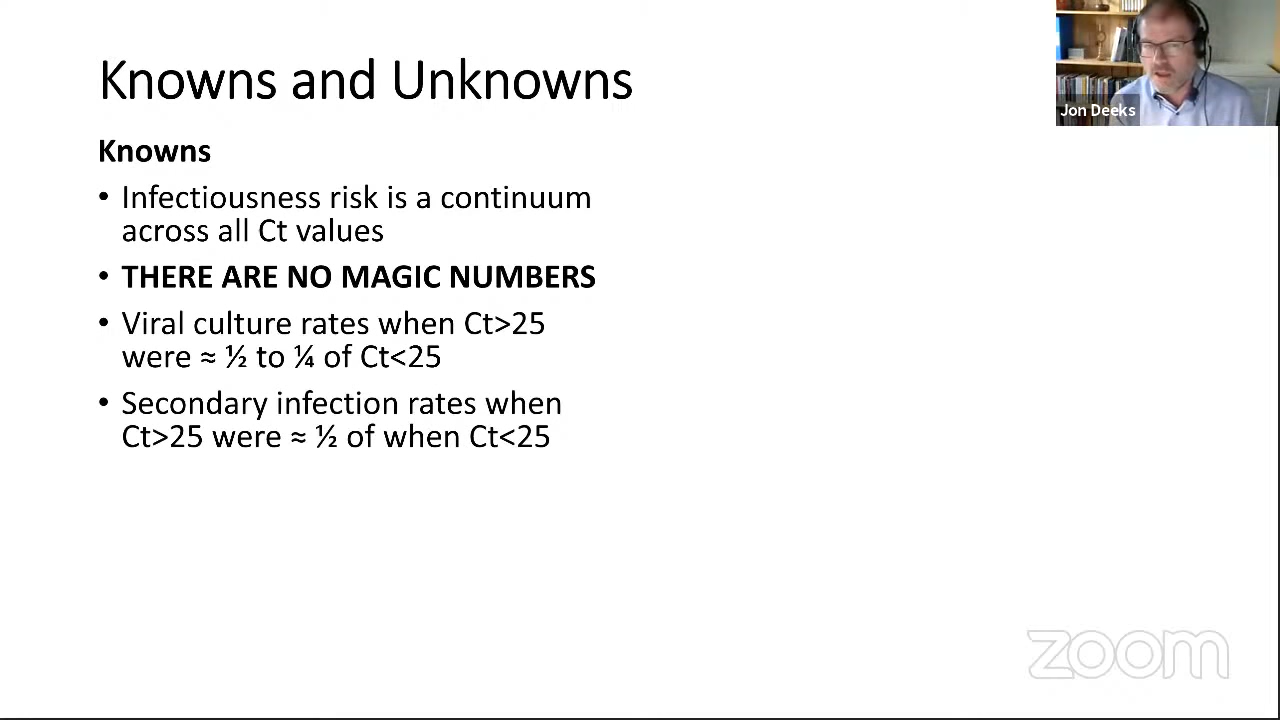 Knowns and Unknowns
Jon Deeks
Knowns
• Infectiousness risk is a continuum
across all Ct values
• THERE ARE NO MAGIC NUMBERS
• Viral culture rates when Ct>25
were ≈ ½ to ¼ of Ct<25
• Secondary infection rates when
Ct>25 were ≈ ½ of when Ct<25
zoom